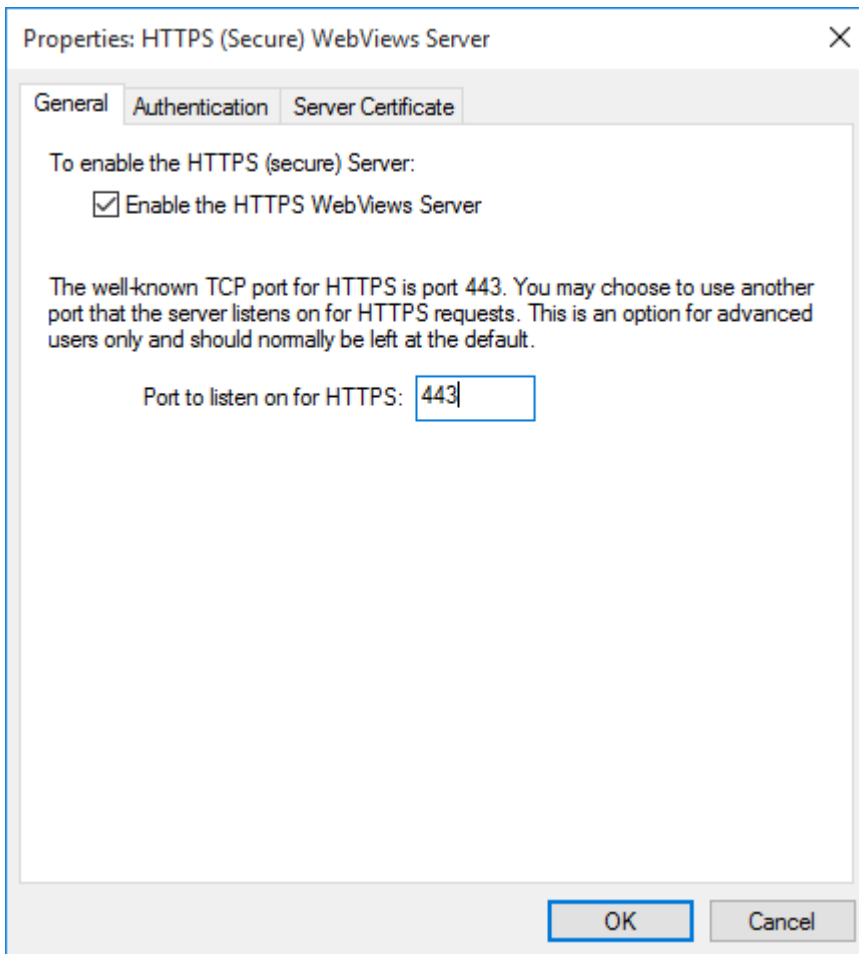 Properties: HTTPS (Secure) WebViews Server
General Authentication Server Certificate
To enable the HTTPS (secure) Server:
Enable the HTTPS WebViews Server
The well-known TCP port for HTTPS is port 443. You may choose to use another
port that the server listens on for HTTPS requests. This is an option for advanced
users only and should normally be left at the default.
Port to listen on for HTTPS: 443
OK Cancel